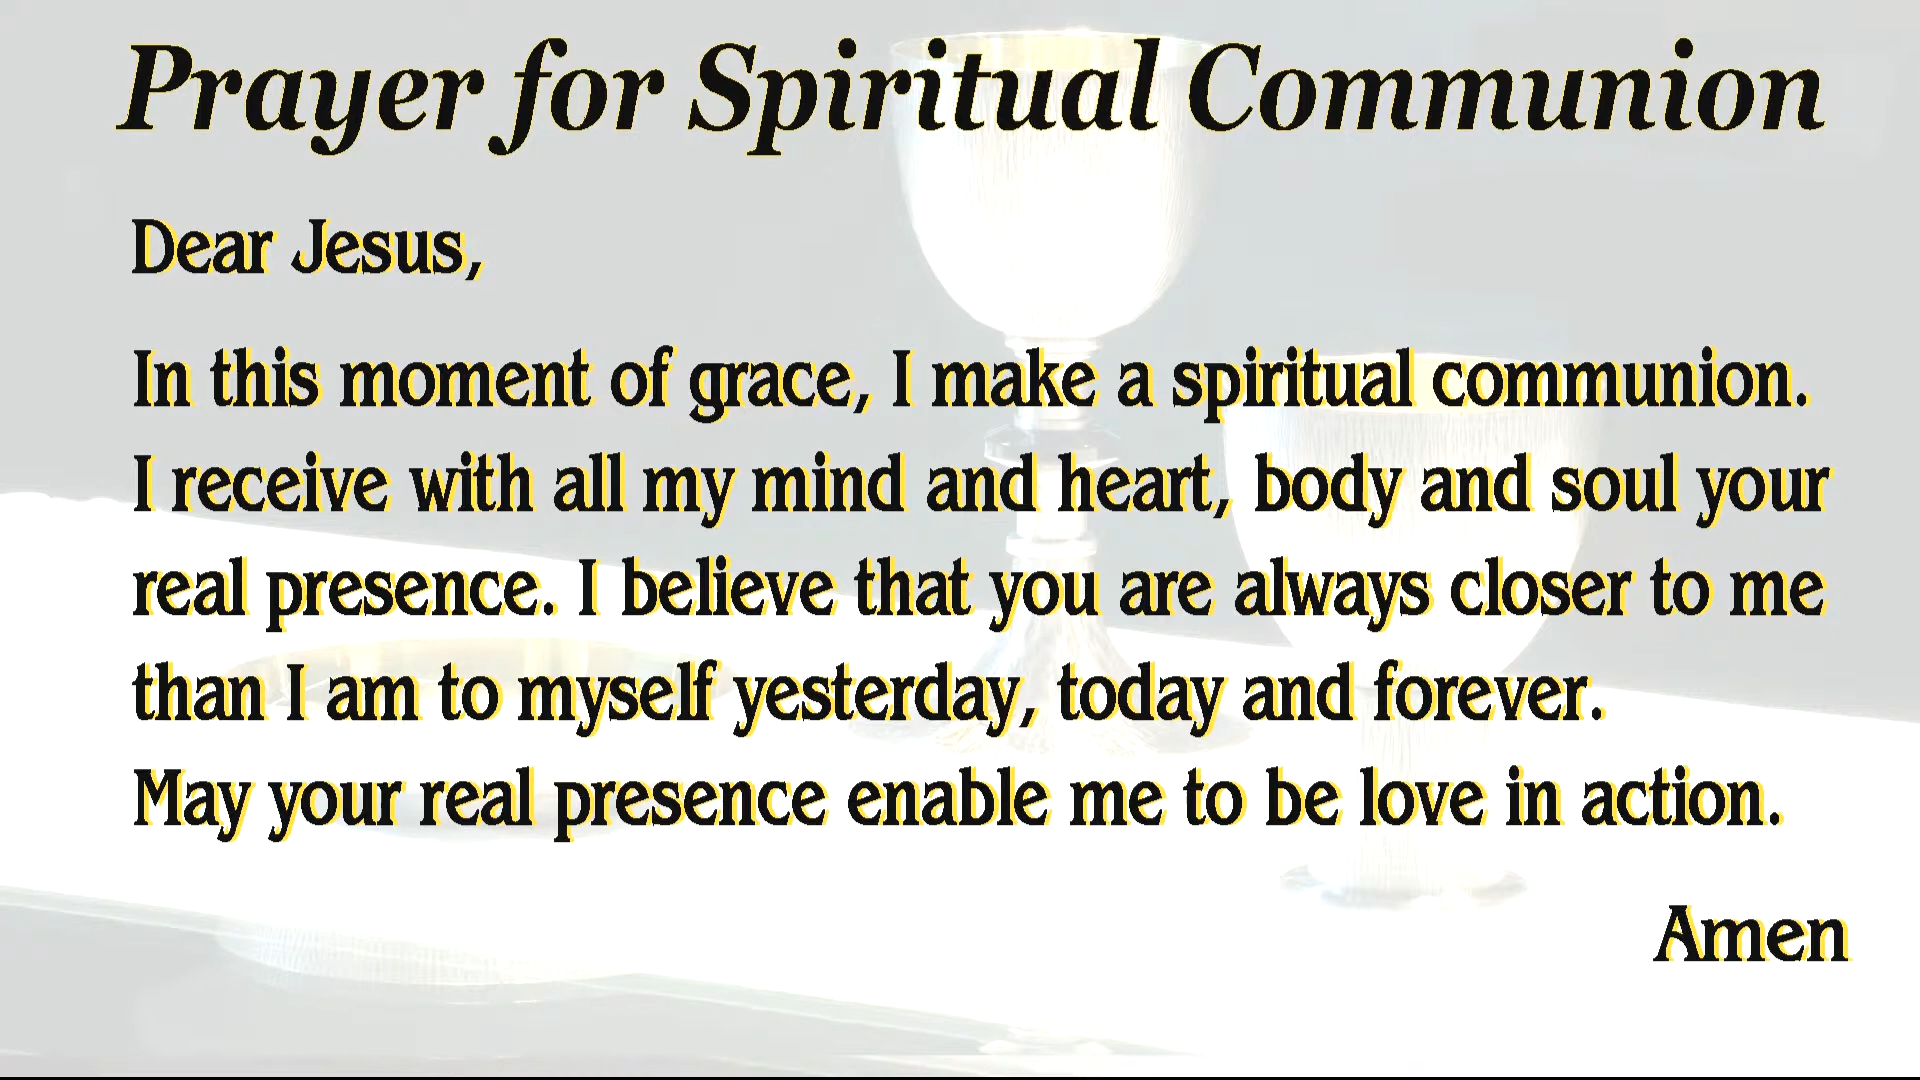 Prayer for Spiritual Communion
Dear Jesus,
In this moment of grace, I make a spiritual communion.
I receive with all my mind and heart, body and soul your
real presence. I believe that you are always closer to me
than I am to myself yesterday, today and forever.
May your real presence enable me to be love in action.
Amen